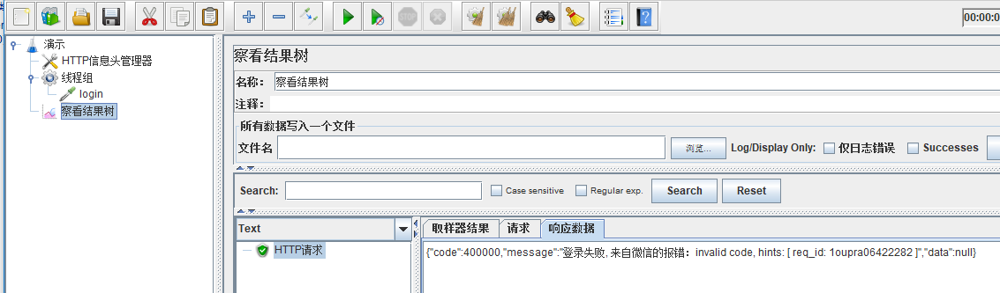 00:00:0
演示
HTTP信息头管理器
线程组
login
察看结果树
察看结果树
名称： 察看结果树
注释：
所有数据写入一个文件
文件名 浏览... Log/Display Only: 仅日志错误 Successes
Search: Case sensitive Regular exp. Search Reset
Text
HTTP请求
取样器结果 请求 响应数据
{"code":400000,"message":"登录失败, 来自微信的报错：invalid code, hints: [ req_id: 1oupra06422282 ]","data":null}